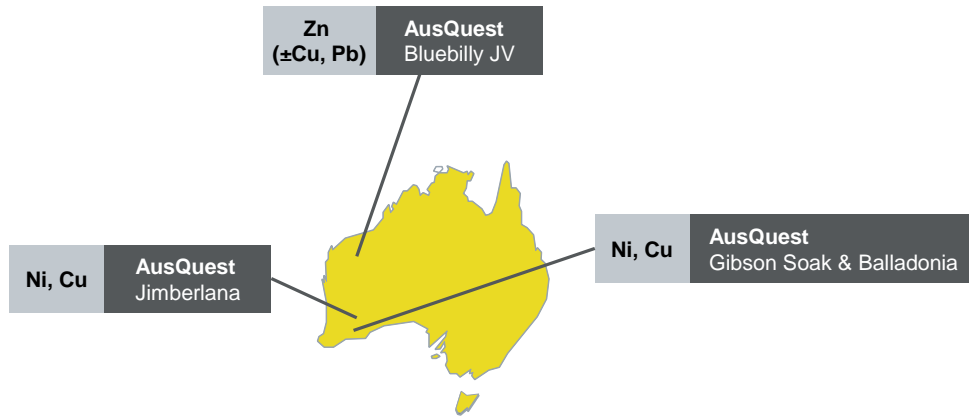 Zn
(±Cu, Pb)
AusQuest
Bluebilly JV
Ni, Cu
AusQuest
Jimberlana
Ni, Cu
AusQuest
Gibson Soak & Balladonia